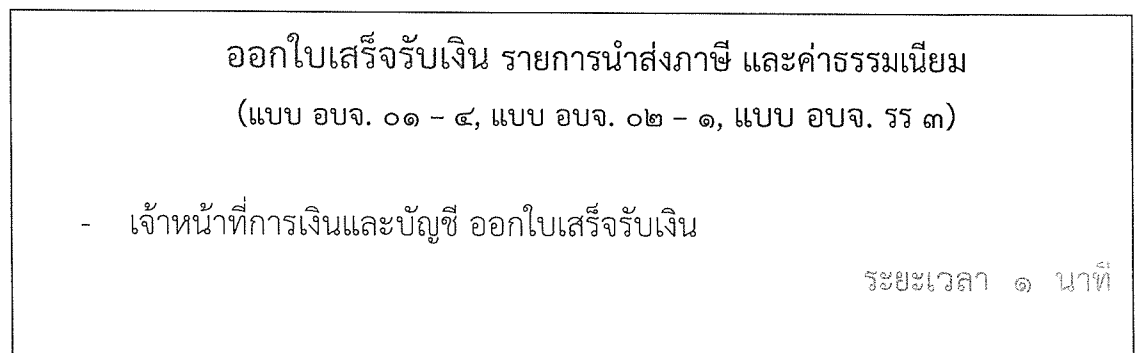 ออกใบเสร็จรับเงิน รายการนำส่งภาษี และค่าธรรมเนียม
(แบบ อบจ. ๐๑ – ๔, แบบ อบจ. ๐๒ – ๑, แบบ อบจ. รร ๓)
- เจ้าหน้าที่การเงินและบัญชี ออกใบเสร็จรับเงิน
ระยะเวลา ๑ นาที